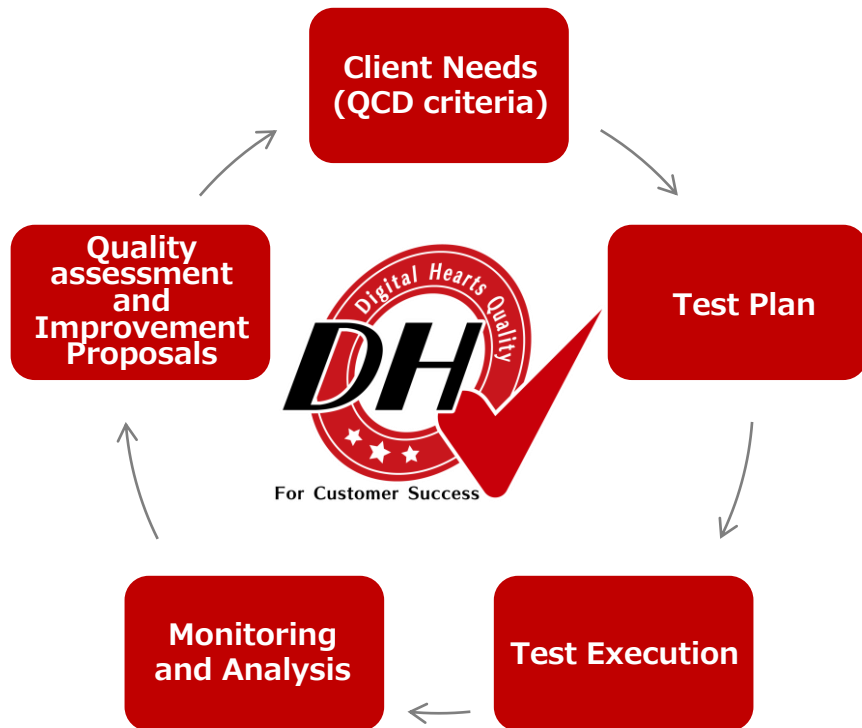 Client Needs
(QCD criteria)
Test Plan
Test Execution
Monitoring
and Analysis
Quality
assessment
and
Improvement
Proposals
Digital Hearts Quality
DH
For Customer Success